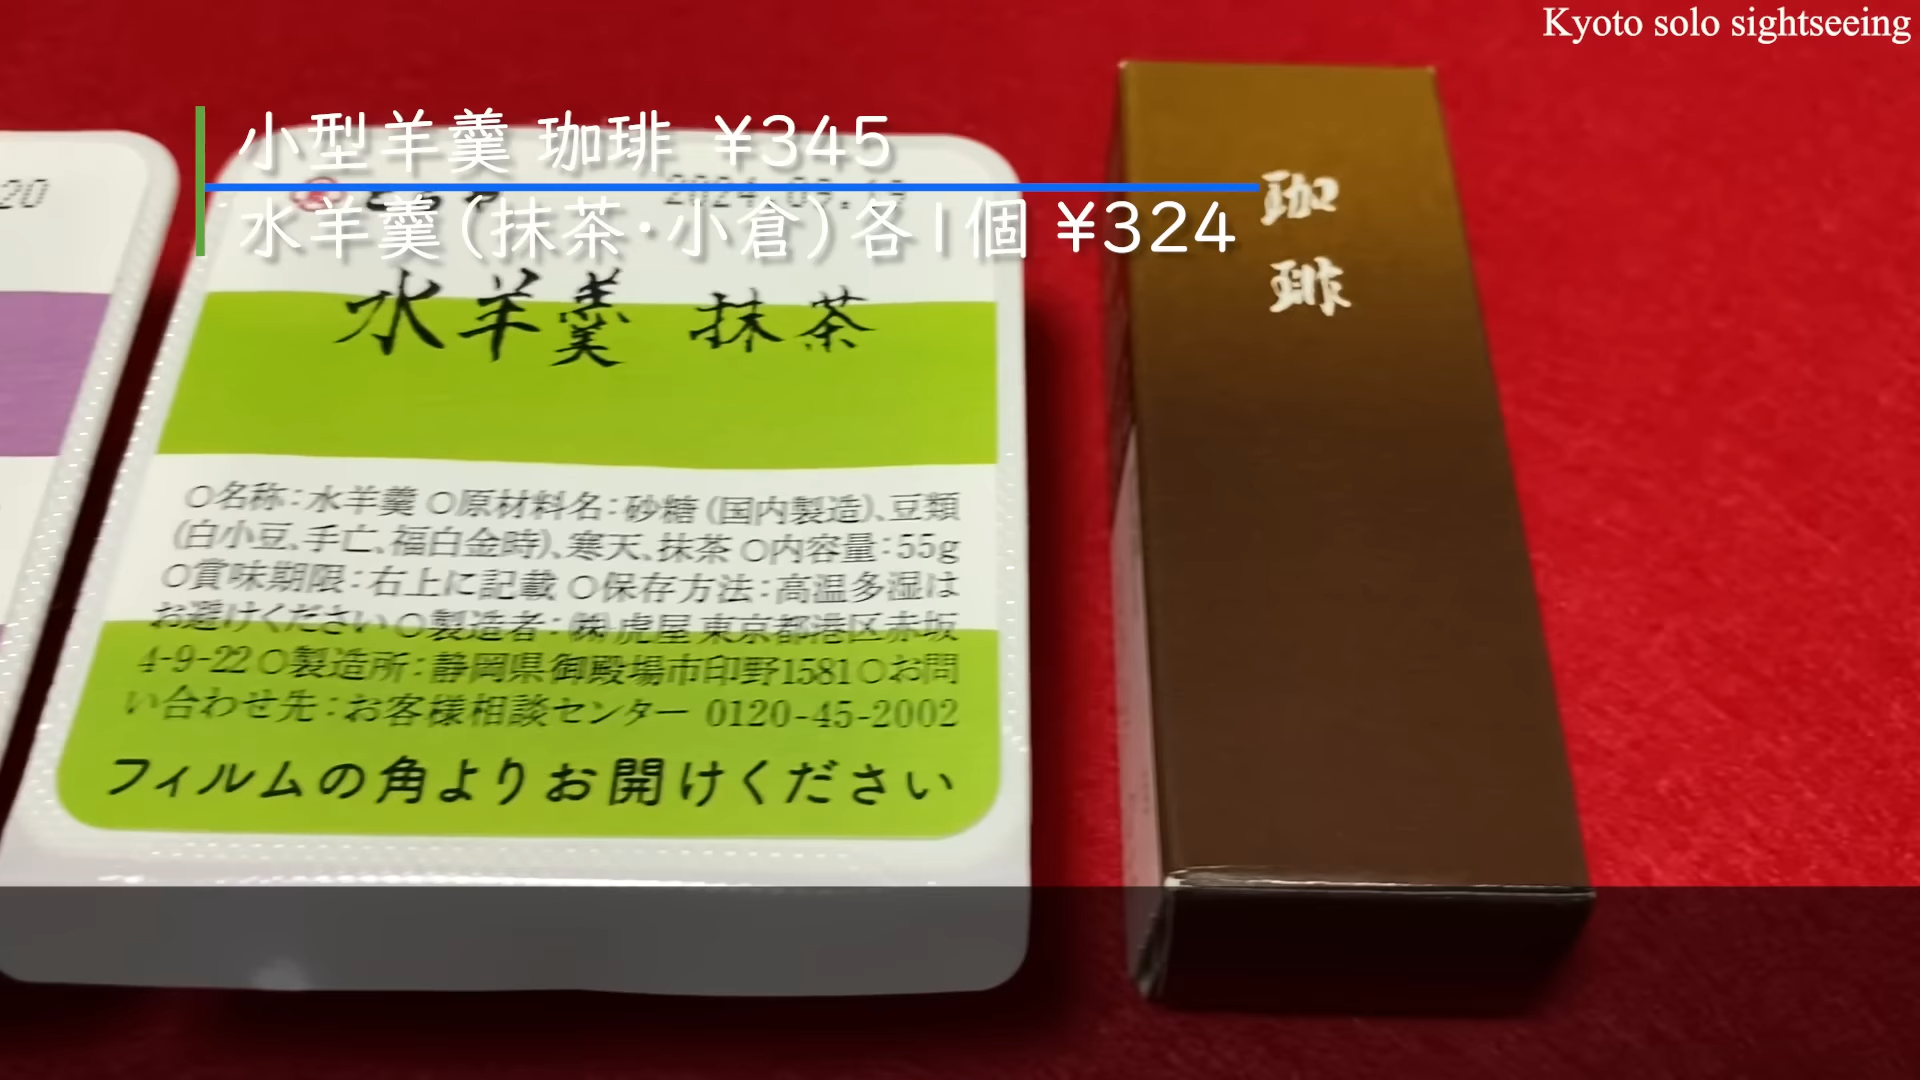 Kyoto solo sightseeing
小型羊羹 珈琲 ¥345
水羊羹(抹茶・小倉)各1個 ¥324
20
とらや
水羊羹 抹茶
○名称:水羊羹 ○原材料名:砂糖(国内製造)、豆類
(白小豆、手亡、福白金時)、寒天、抹茶 ○内容量:55g
○賞味期限:右上に記載 ○保存方法:高温多湿は
お避けください○製造者:㈱虎屋 東京都港区赤坂
4-9-22○製造所:静岡県御殿場市印野1581○お問
い合わせ先:お客様相談センター 0120-45-2002
フィルムの角よりお開けください
珈琲